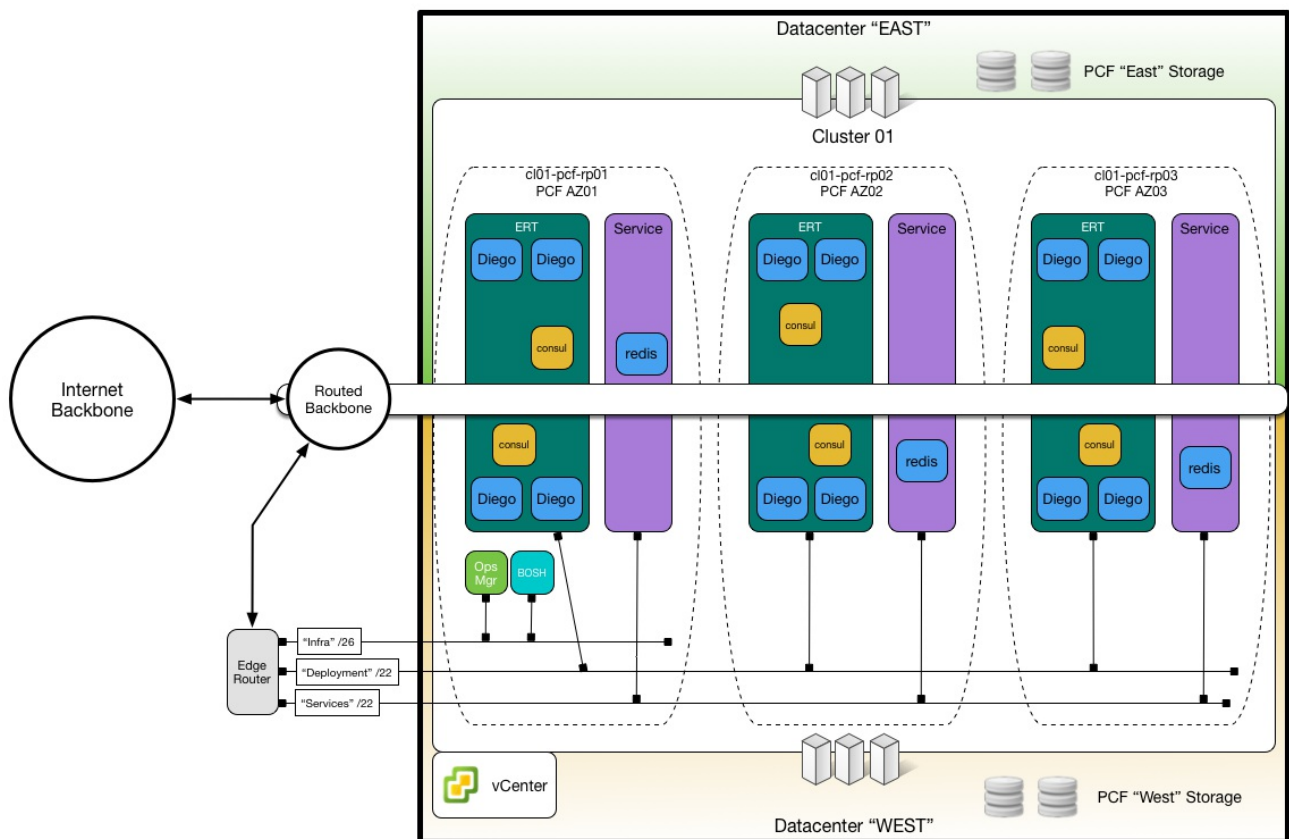 Datacenter “EAST”
PCF “East” Storage
Cluster 01
cl01-pcf-rp01
PCF AZ01
cl01-pcf-rp02
PCF AZ02
cl01-pcf-rp03
PCF AZ03
ERT
Service
ERT
Service
ERT
Service
Diego
Diego
Diego
Diego
Diego
Diego
consul
redis
consul
consul
Internet
Backbone
Routed
Backbone
consul
consul
redis
consul
redis
Diego
Diego
Diego
Diego
Diego
Diego
Ops
Mgr
BOSH
Edge
Router
“Infra” /26
“Deployment” /22
“Services” /22
vCenter
PCF “West” Storage
Datacenter “WEST”